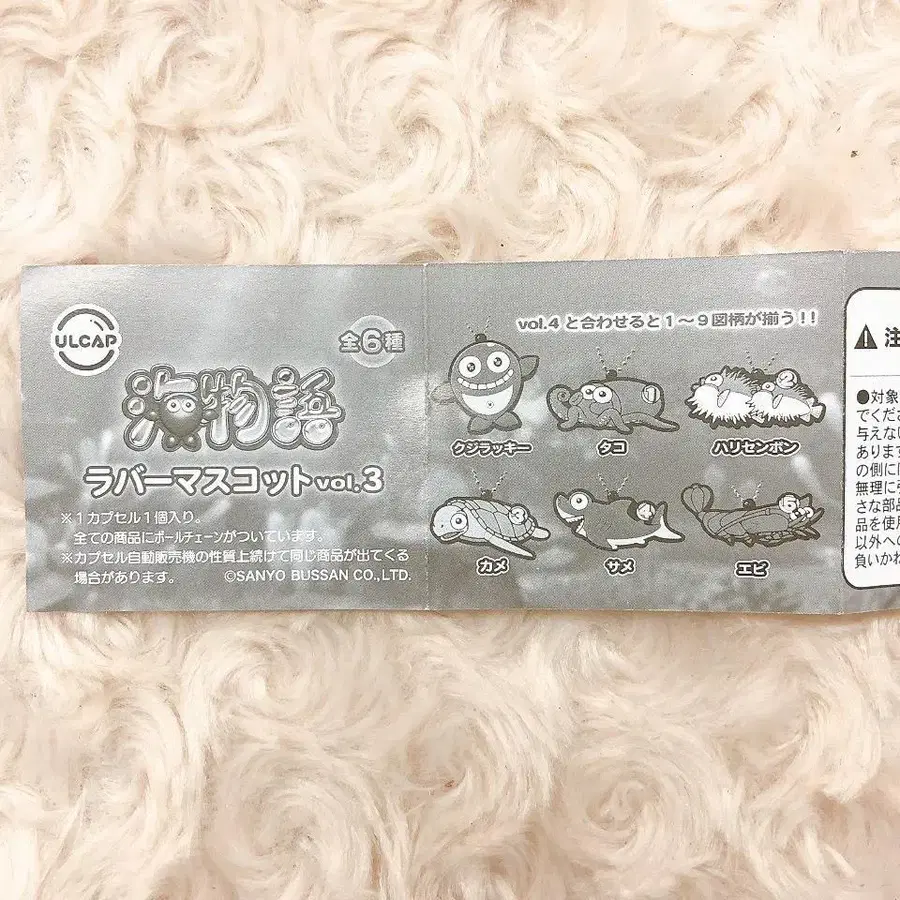 ULCAP
全6種
海物語
ラバーマスコットvol.3
※1カプセル1個入り。
全ての商品にボールチェーンがついています。
※カプセル自動販売機の性質上続けて同じ商品が出てくる
場合があります。
©SANYO BUSSAN CO.,LTD.
vol.4 と合わせると1～9図柄が揃う!!
クジラッキー
タコ
ハリセンボン
カメ
サメ
エビ
注
●対象
でくださ
与えな
あります
の側に
無理に
さな部品
品を使用
以外への
負いかね